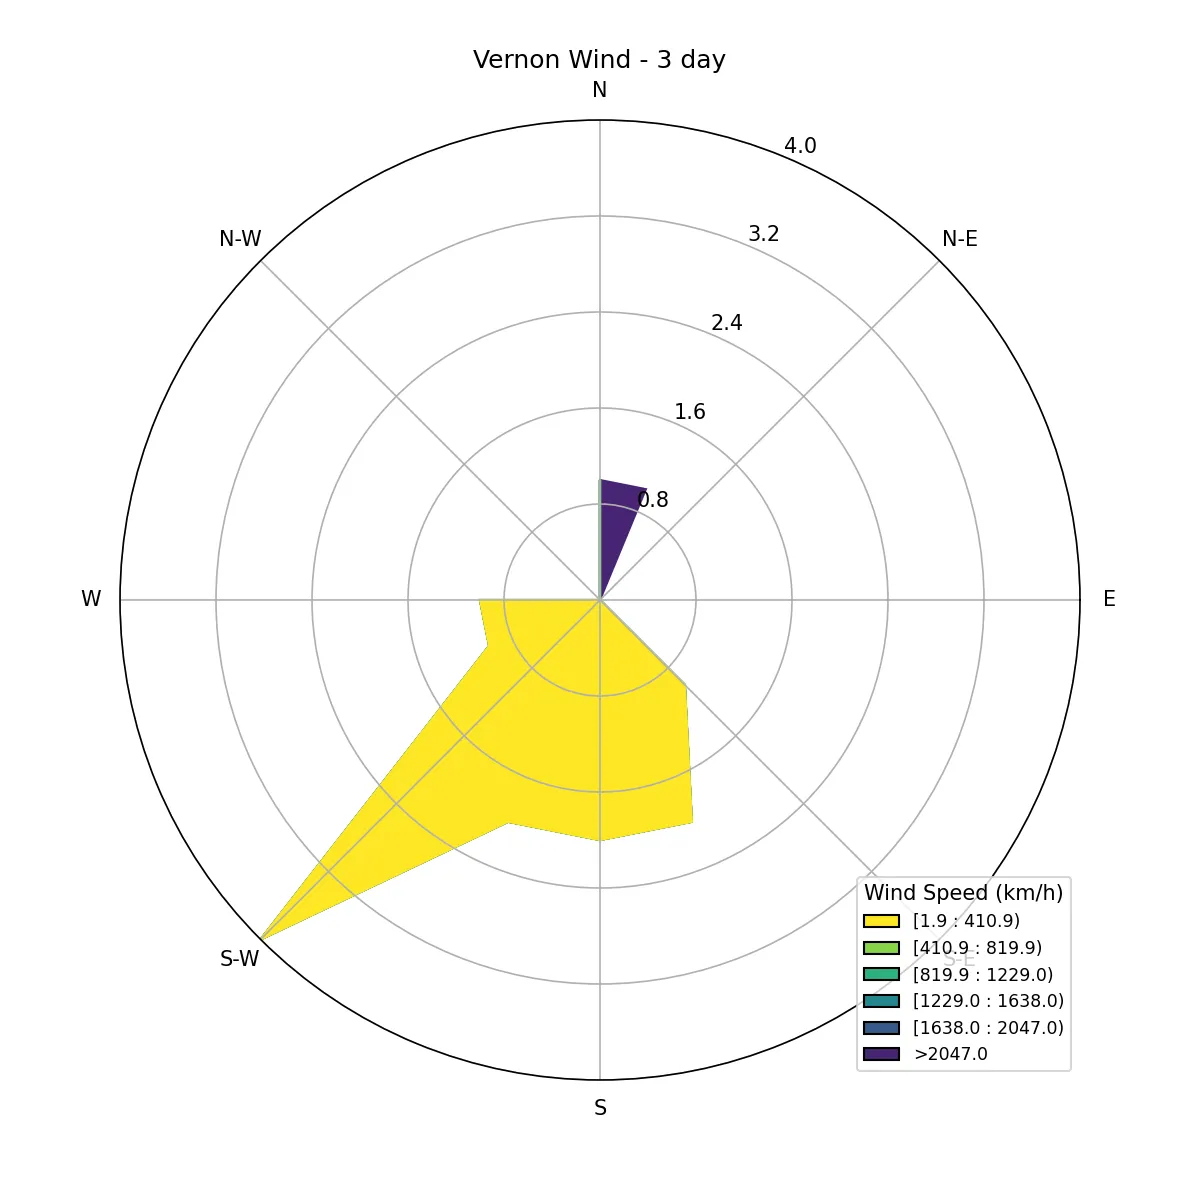 Vernon Wind - 3 day
N
4.0
N-W
3.2
N-E
2.4
1.6
0.8
W
E
S-W
S-E
S
Wind Speed (km/h)
[1.9 : 410.9)
[410.9 : 819.9)
[819.9 : 1229.0)
[1229.0 : 1638.0)
[1638.0 : 2047.0)
>2047.0